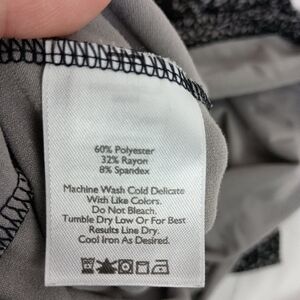 60% Polyester
32% Rayon
8% Spandex
Machine Wash Cold Delicate
With Like Colors.
Do Not Bleach.
Tumble Dry Low Or For Best
Results Line Dry.
Cool Iron As Desired.